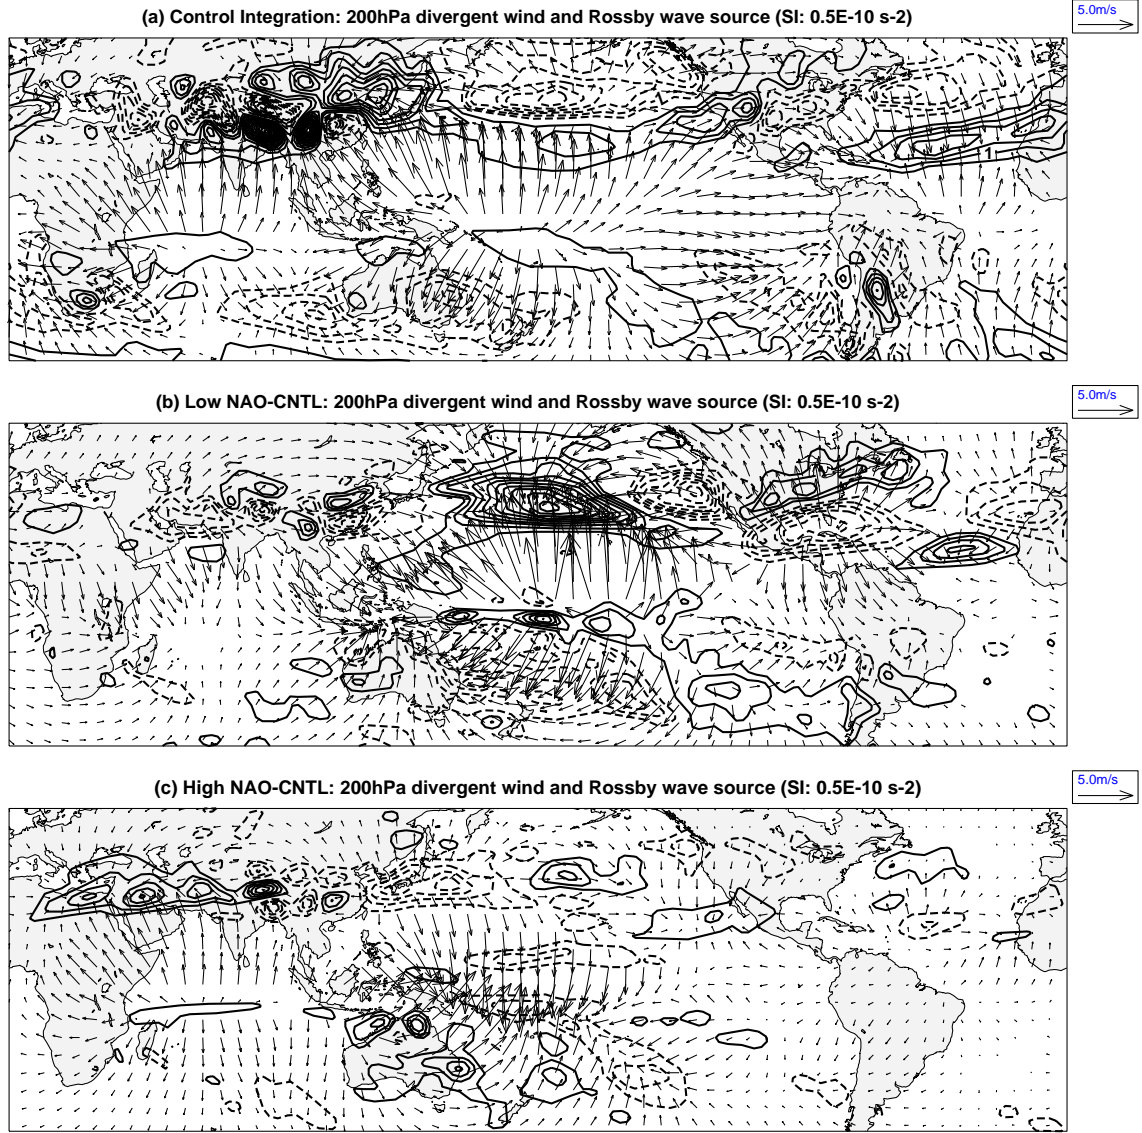 (a) Control Integration: 200hPa divergent wind and Rossby wave source (SI: 0.5E-10 s-2)
5.0m/s
1
(b) Low NAO-CNTL: 200hPa divergent wind and Rossby wave source (SI: 0.5E-10 s-2)
5.0m/s
(c) High NAO-CNTL: 200hPa divergent wind and Rossby wave source (SI: 0.5E-10 s-2)
5.0m/s